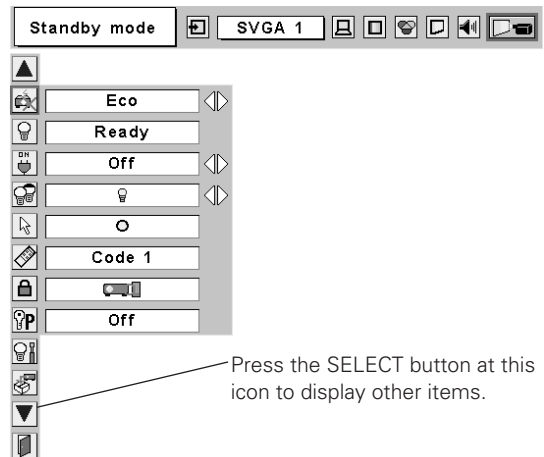 Standby mode
SVGA 1
Eco
Ready
ON
Off
Code 1
P
Off
Press the SELECT button at this
icon to display other items.